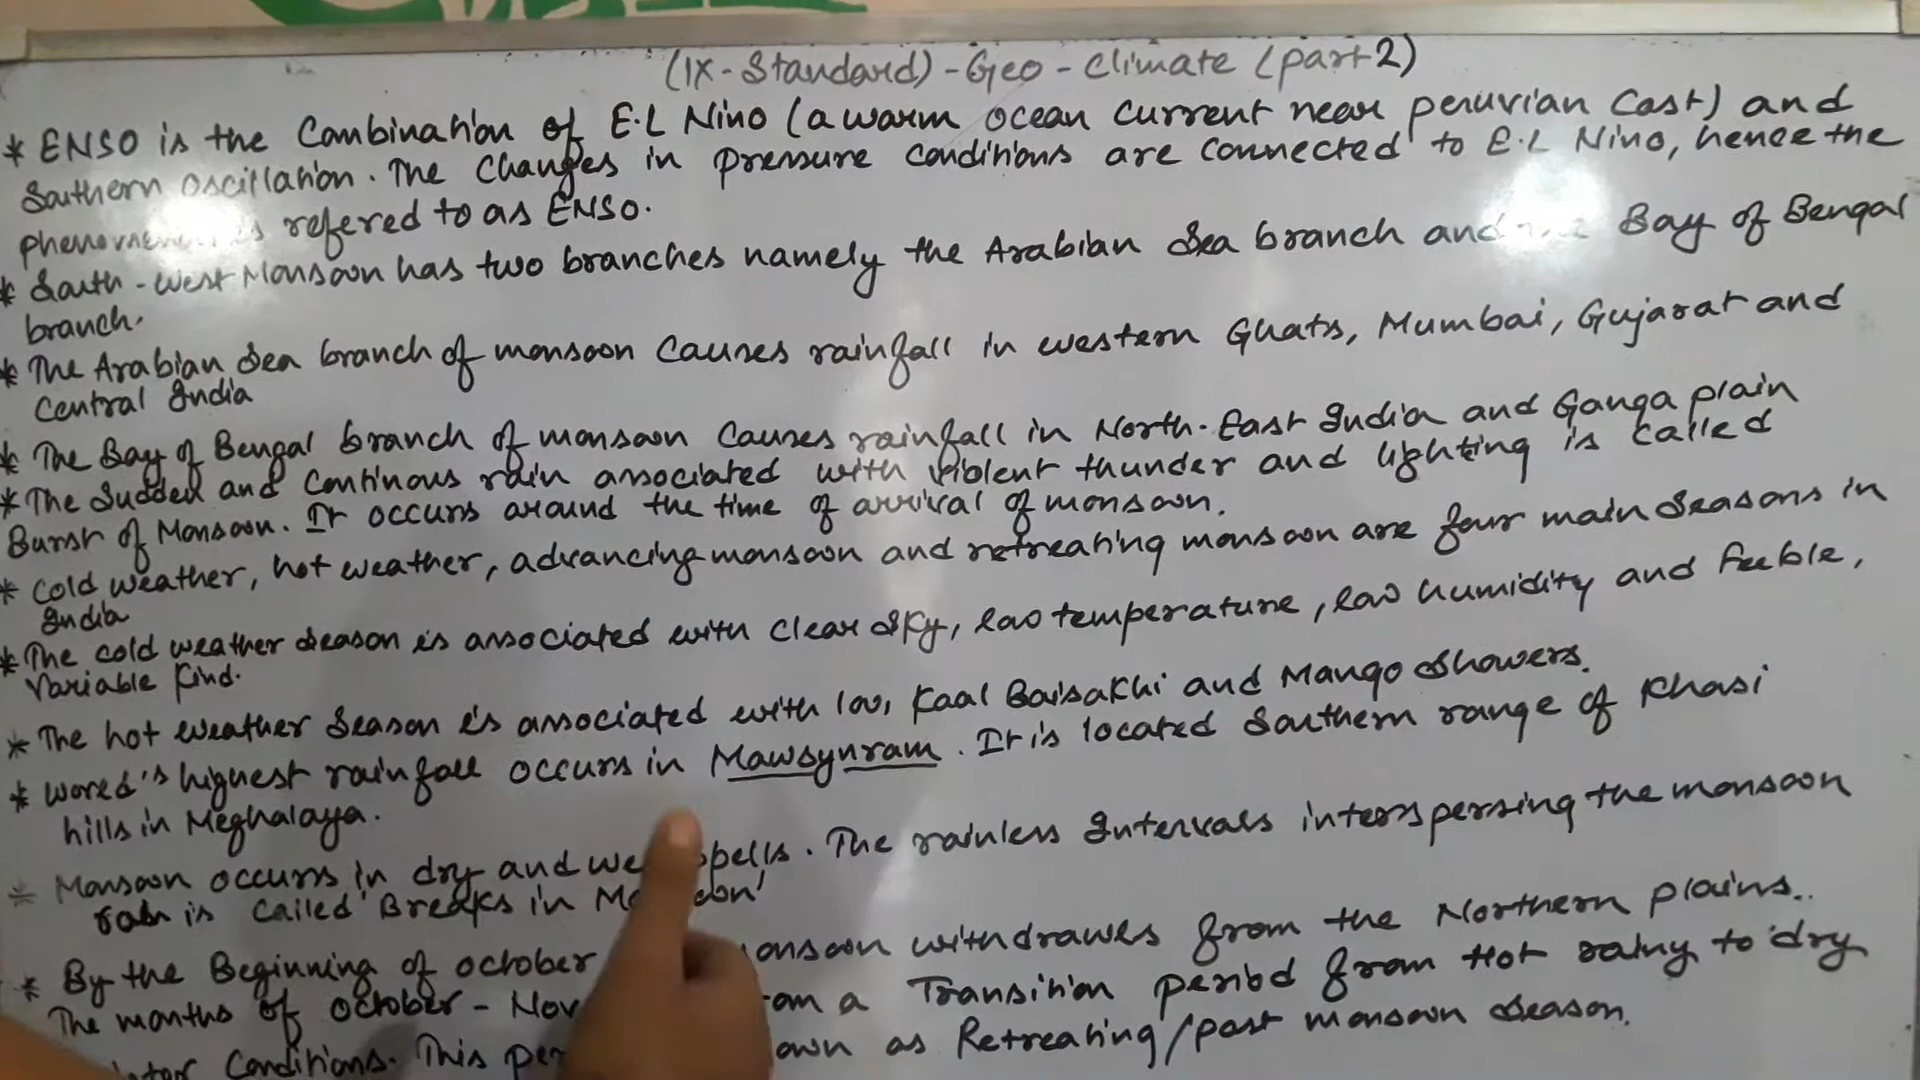 (IX-Standard)-Geo-Climate (part-2)
* ENSO is the Combination of E.L Nino (a warm ocean current near peruvian Cast) and
Southern oscillation. The Changes in pressure conditions are connected to E.L Nino, hence the
refered to as ENSO.
* South-West Monsoon has two branches namely the Arabian Sea branch and Bay of Bengal
branch.
* The Arabian Sea branch of monsoon Causes rainfall in western Ghats, Mumbai, Gujarat and
Central India
* The Bay of Bengal branch of monsoon Causes rainfall in North-East India and Ganga plain
* The Sudden and Continous rain associated with violent thunder and lighting is called
Burst of Monsoon. It occurs around the time of arrival of monsoon.
* Cold weather, hot weather, advancing monsoon and retreating monsoon are four main Seasons in
India
* The cold weather Season is associated with Clear Sky, low temperature, low humidity and feeble,
Variable Kind.
* The hot weather Season is associated with loo, Kaal Baisakhi and Mango Showers.
* World's highest rainfall occurs in Mawsynram. It is located Southern range of Khasi
hills in Meghalaya.
* Monsoon occurs in dry and spells. The rainless Intervals interspersing the monsoon
rain is Called 'Breaks in
* By the Beginning of october withdrawes from the Northern plains..
The months of october - a Transition period from Hot rainy to dry
Conditions. This as Retreating/post monsoon Season.